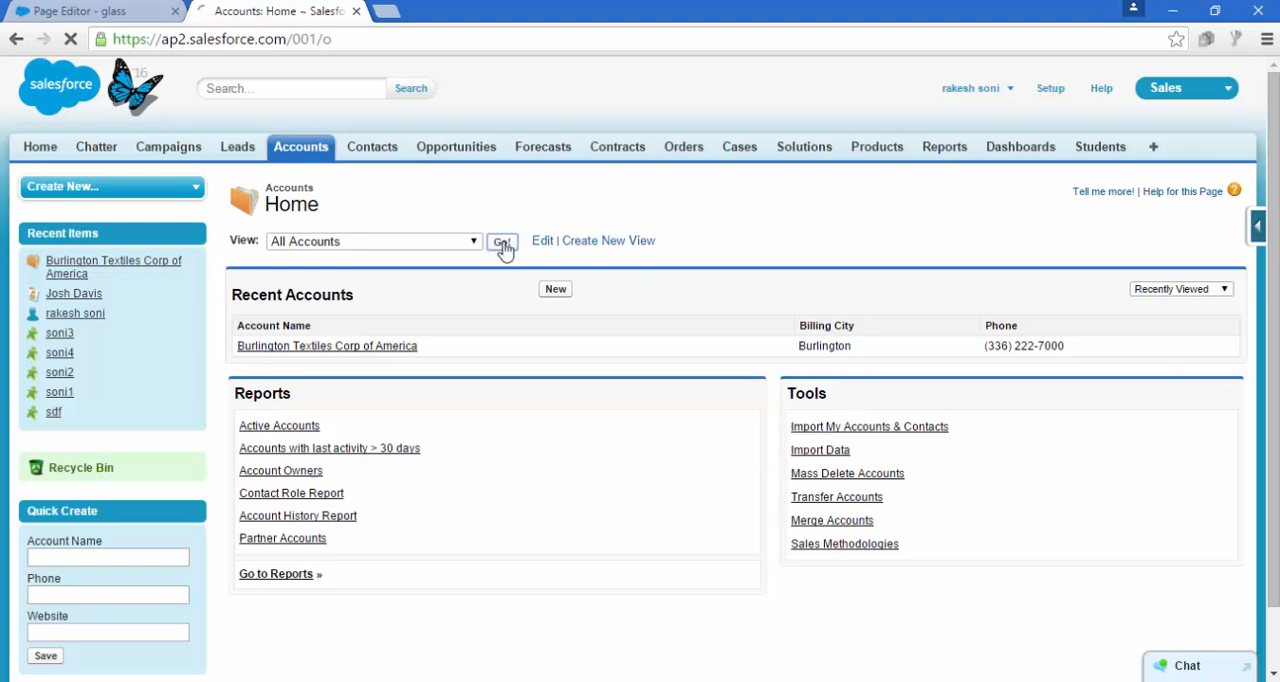 Page Editor - glass
Accounts: Home ~ Salesfo
https://ap2.salesforce.com/001/o
salesforce
'16
Search...
Search
rakesh soni
Setup
Help
Sales
Home
Chatter
Campaigns
Leads
Accounts
Contacts
Opportunities
Forecasts
Contracts
Orders
Cases
Solutions
Products
Reports
Dashboards
Students
+
Create New...
Recent Items
Burlington Textiles Corp of
America
Josh Davis
rakesh soni
soni3
soni4
soni2
soni1
sdf
Recycle Bin
Quick Create
Account Name
Phone
Website
Save
Accounts
Home
Tell me more! | Help for this Page
View:
All Accounts
Go!
Edit | Create New View
Recent Accounts
New
Recently Viewed
Account Name
Billing City
Phone
Burlington Textiles Corp of America
Burlington
(336) 222-7000
Reports
Active Accounts
Accounts with last activity > 30 days
Account Owners
Contact Role Report
Account History Report
Partner Accounts
Go to Reports »
Tools
Import My Accounts & Contacts
Import Data
Mass Delete Accounts
Transfer Accounts
Merge Accounts
Sales Methodologies
Chat